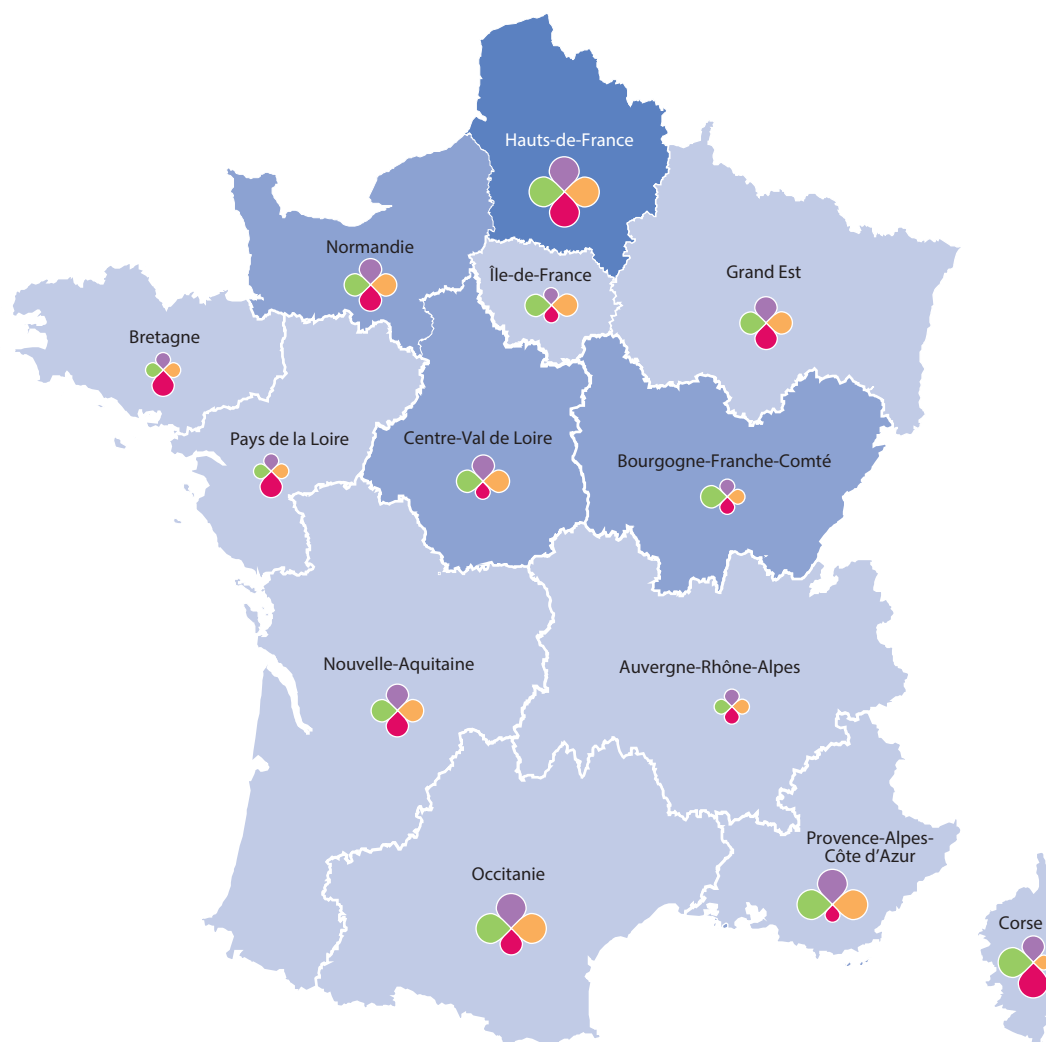 Hauts-de-France
Normandie
Île-de-France
Grand Est
Bretagne
Pays de la Loire
Centre-Val de Loire
Bourgogne-Franche-Comté
Nouvelle-Aquitaine
Auvergne-Rhône-Alpes
Provence-Alpes-
Côte d'Azur
Occitanie
Corse